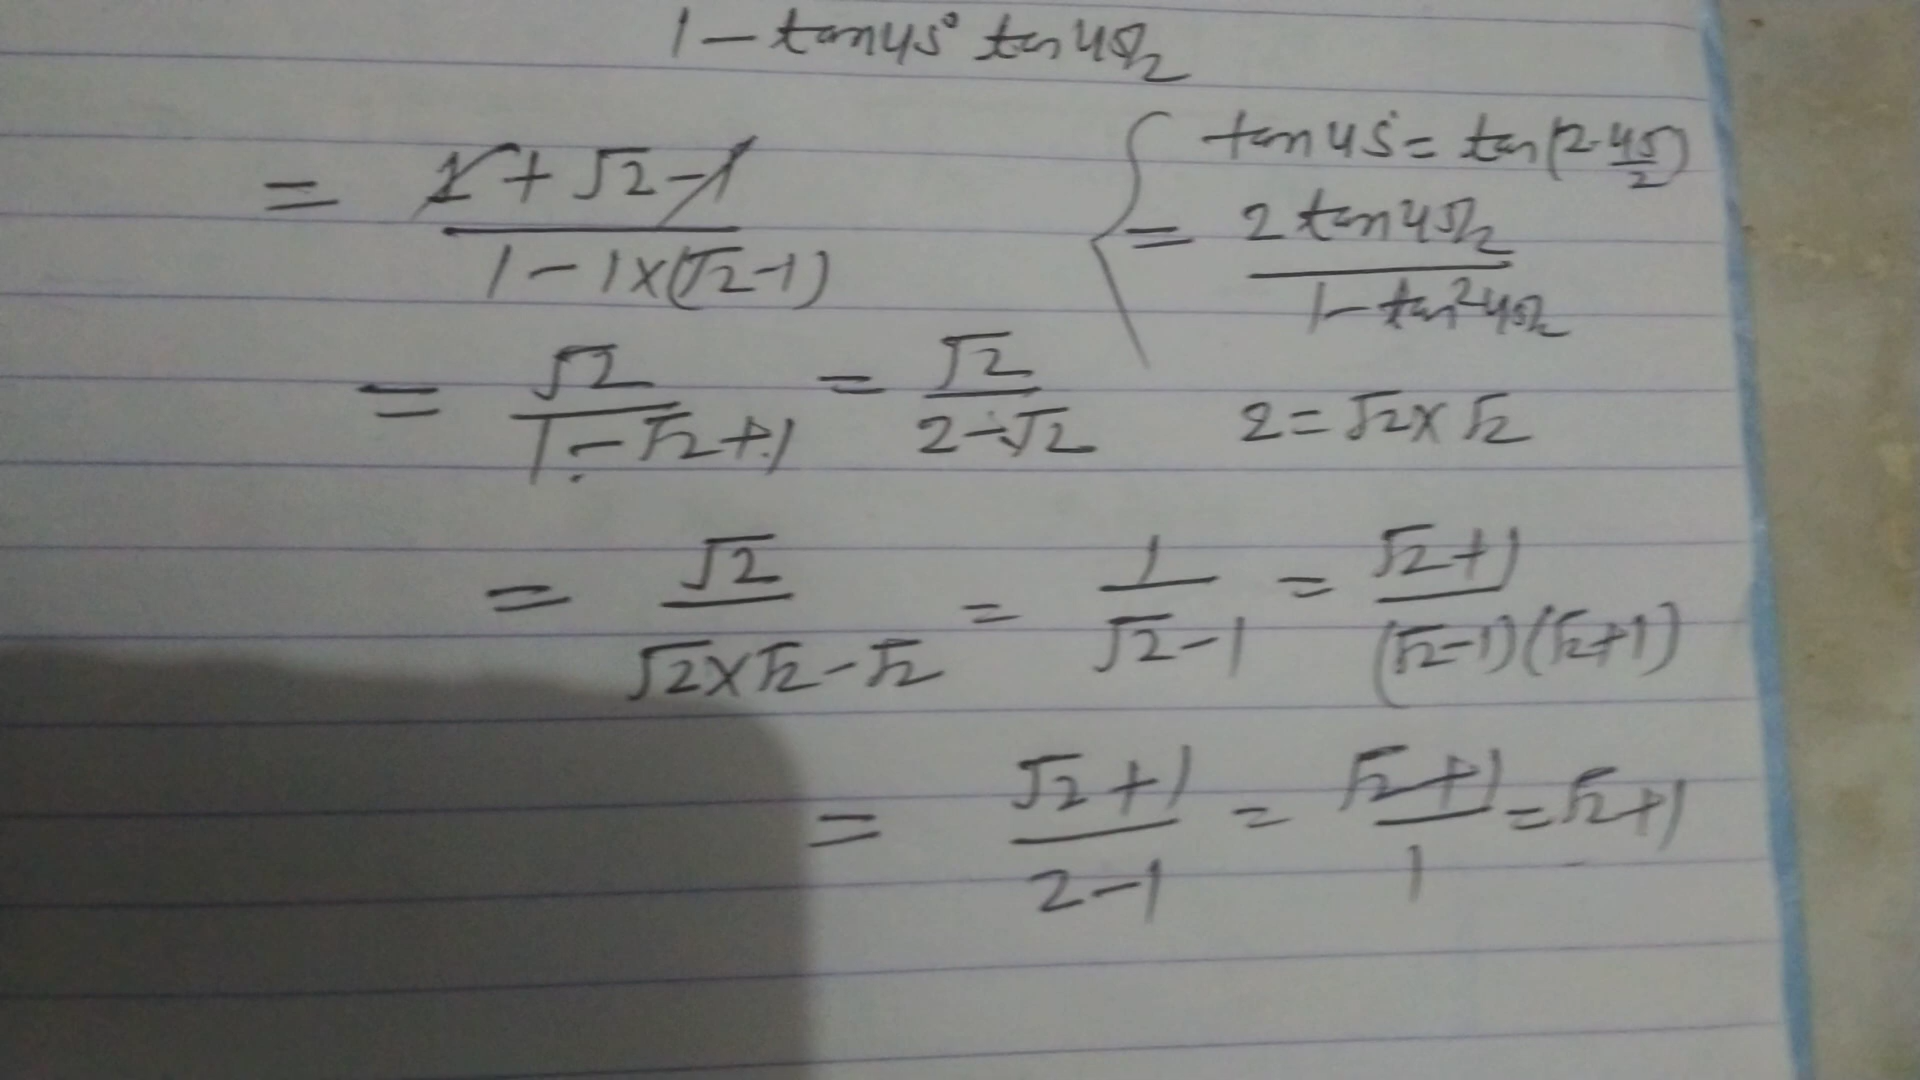 1 - tan45° tan45/2
= 1 + √2 - 1 / 1 - 1×(√2-1)
{ tan45° = tan(2·45/2)
= 2 tan45/2 / 1 - tan²45/2
= √2 / 1 - √2 + 1 = √2 / 2 - √2
2 = √2 × √2
= √2 / √2×√2 - √2 = 1 / √2 - 1 = √2 + 1 / (√2-1)(√2+1)
= √2 + 1 / 2 - 1 = √2 + 1 / 1 = √2 + 1